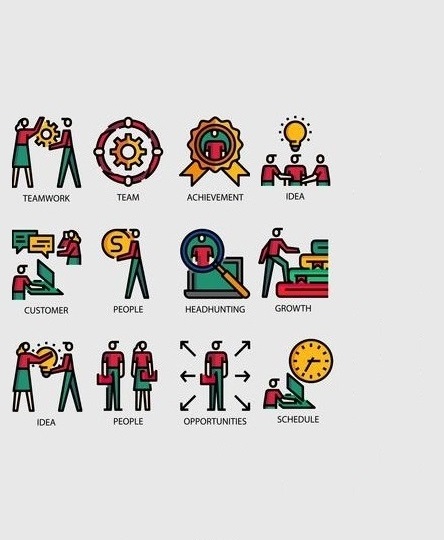 TEAMWORK
TEAM
ACHIEVEMENT
IDEA
CUSTOMER
PEOPLE
HEADHUNTING
GROWTH
IDEA
PEOPLE
OPPORTUNITIES
SCHEDULE